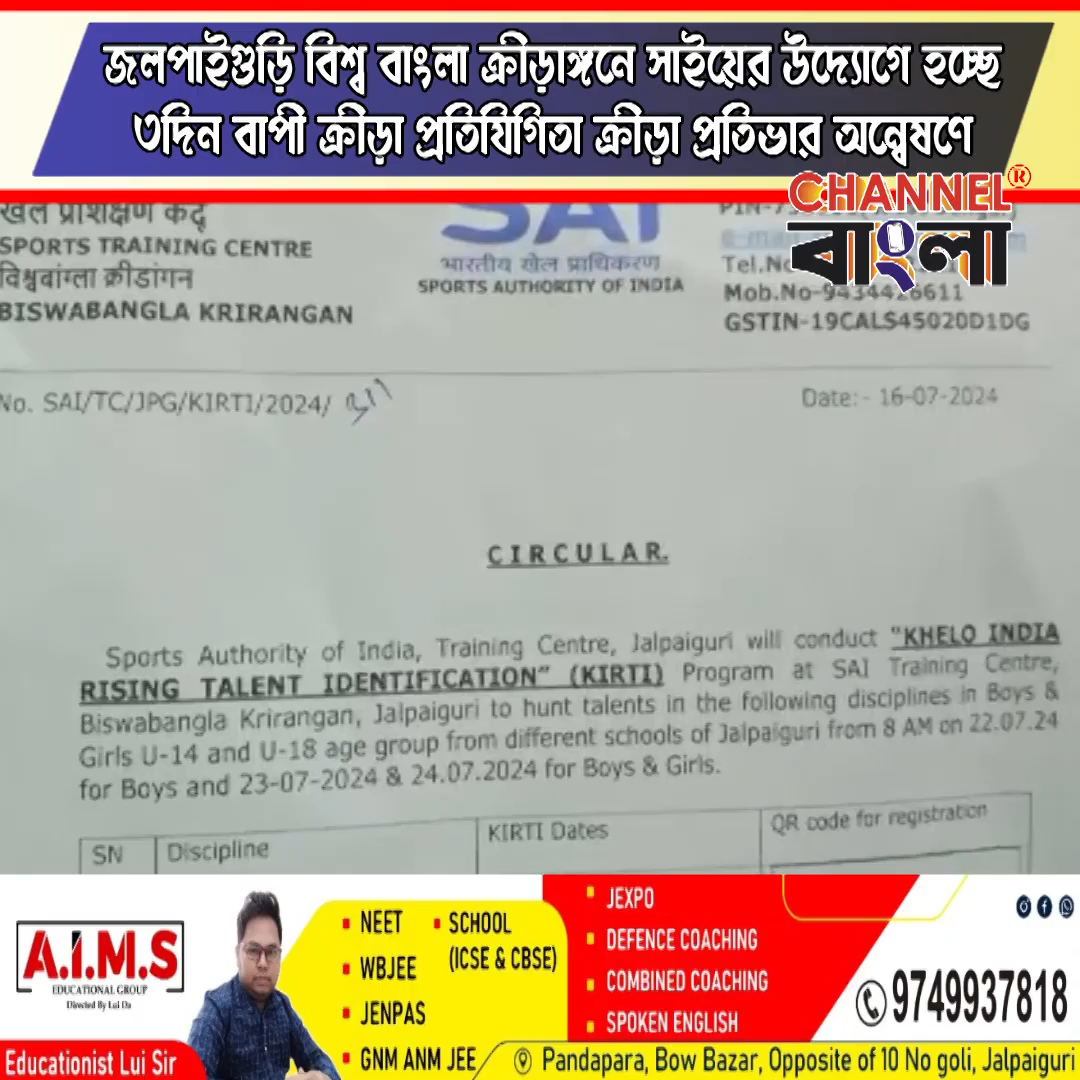 জলপাইগুড়ি বিশ্ব বাংলা ক্রীড়াঙ্গনে সাইয়ের উদ্যোগে হচ্ছে
৩দিন ব্যপী ক্রীড়া প্রতিযিগিতা ক্রীড়া প্রতিভার অন্বেষণে
CHANNEL®
বাংলা
SPORTS TRAINING CENTRE
विश्वबांग्ला क्रीडांगन
BISWABANGLA KRIRANGAN
SAI
भारतीय खेल प्राधिकरण
SPORTS AUTHORITY OF INDIA
Mob.No-9434426611
GSTIN-19CALS45020D1DG
No. SAI/TC/JPG/KIRTI/2024/
Date:- 16-07-2024
CIRCULAR.
Sports Authority of India, Training Centre, Jalpaiguri will conduct "KHELO INDIA
RISING TALENT IDENTIFICATION" (KIRTI) Program at SAI Training Centre,
Biswabangla Krirangan, Jalpaiguri to hunt talents in the following disciplines in Boys &
Girls U-14 and U-18 age group from different schools of Jalpaiguri from 8 AM on 22.07.24
for Boys and 23-07-2024 & 24.07.2024 for Boys & Girls.
SN Discipline KIRTI Dates QR code for registration
A.I.M.S
EDUCATIONAL GROUP
Directed By Lui Da
Educationist Lui Sir
NEET
WBJEE
JENPAS
GNM ANM JEE
SCHOOL
(ICSE & CBSE)
JEXPO
DEFENCE COACHING
COMBINED COACHING
SPOKEN ENGLISH
9749937818
Pandapara, Bow Bazar, Opposite of 10 No goli, Jalpaiguri